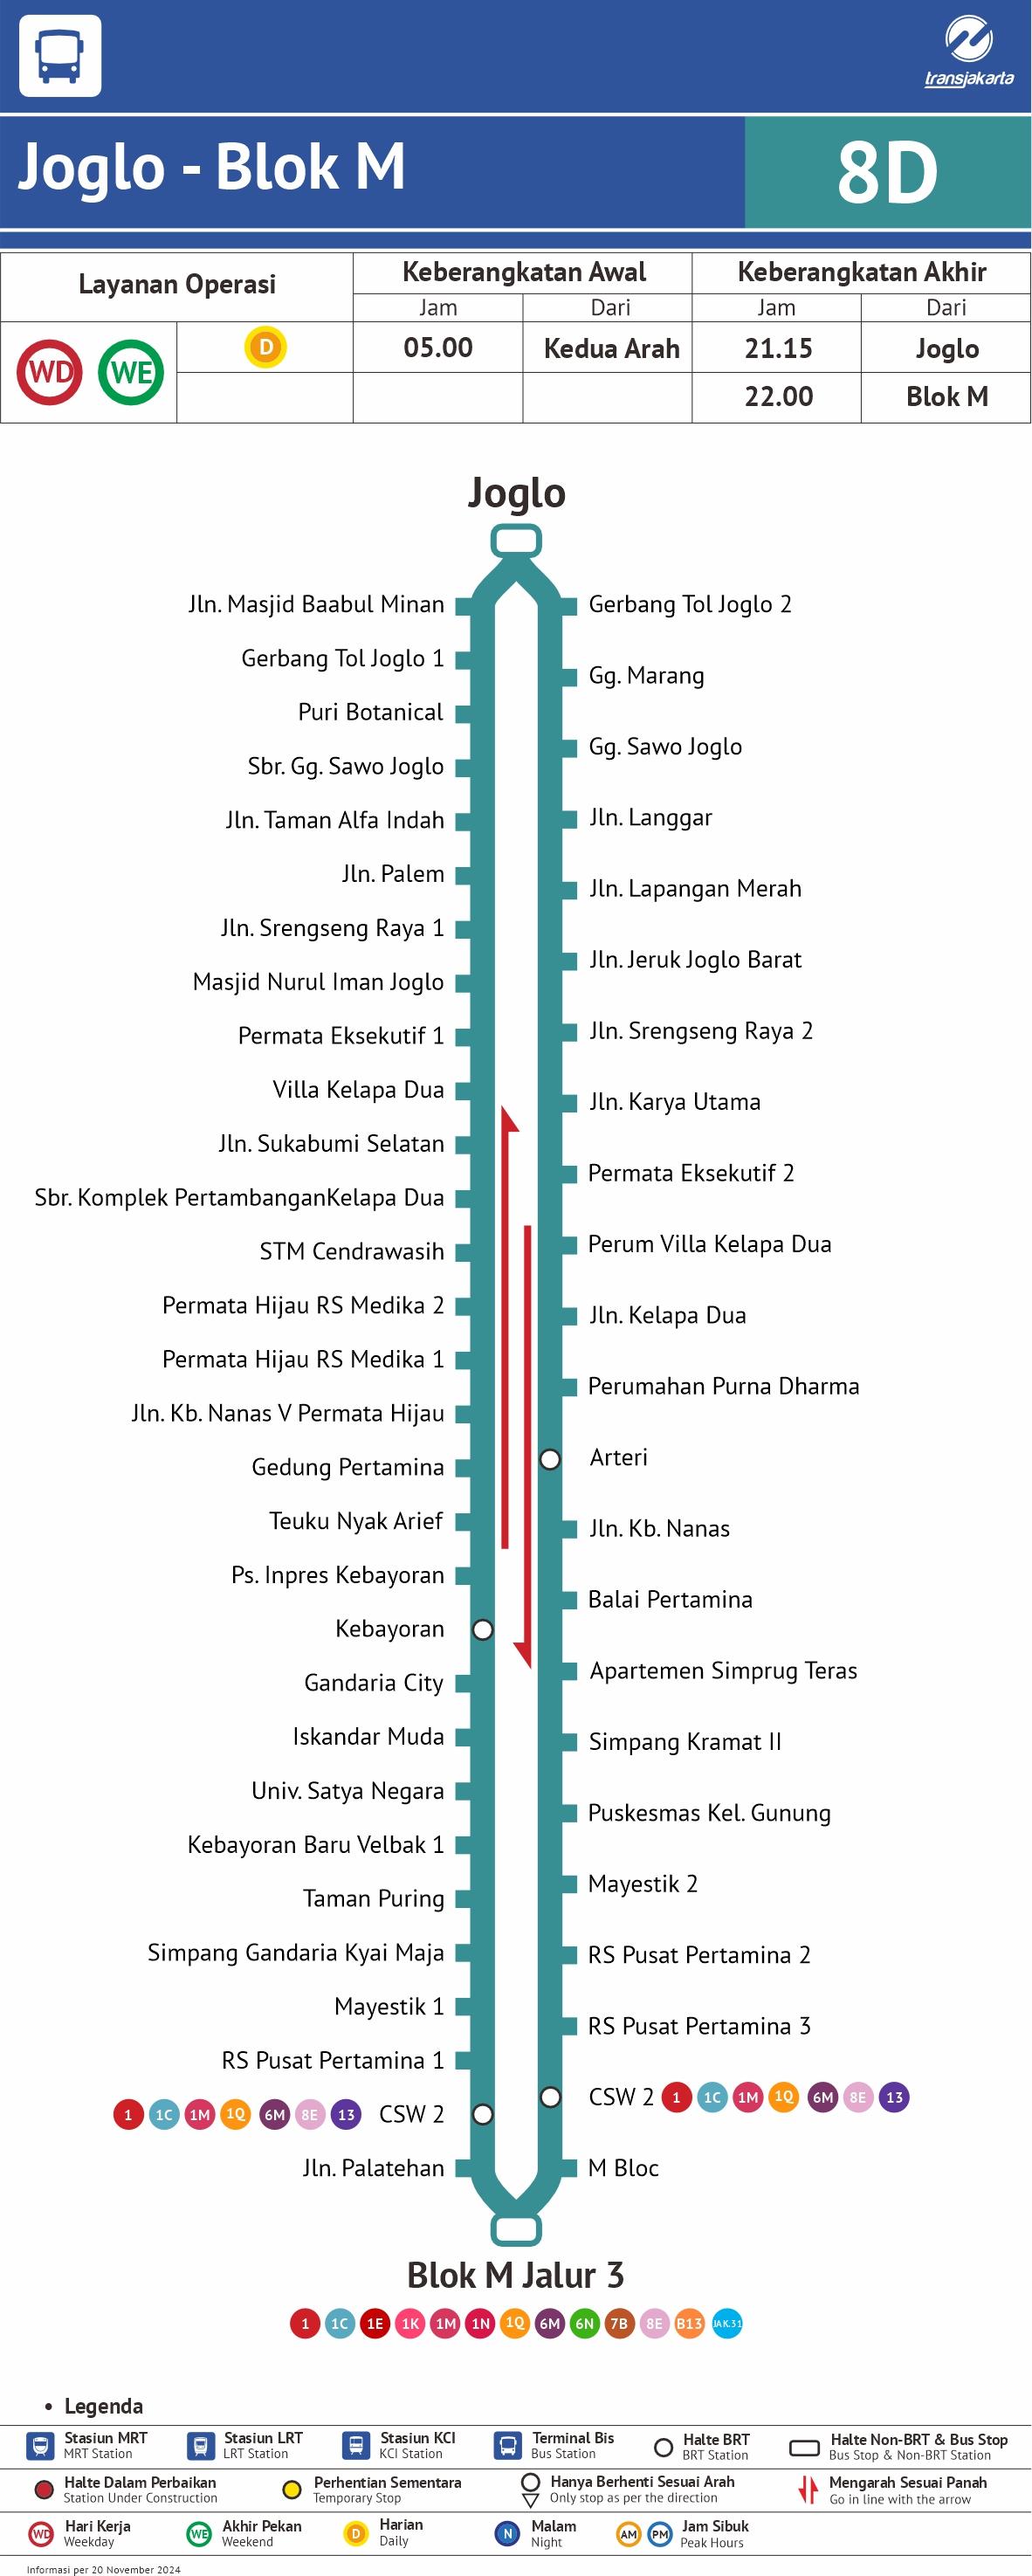 transjakarta
Joglo - Blok M
8D
Layanan Operasi
Keberangkatan Awal
Keberangkatan Akhir
Jam
Dari
Jam
Dari
WD
WE
D
05.00
Kedua Arah
21.15
Joglo
22.00
Blok M
Joglo
Jln. Masjid Baabul Minan
Gerbang Tol Joglo 1
Puri Botanical
Sbr. Gg. Sawo Joglo
Jln. Taman Alfa Indah
Jln. Palem
Jln. Srengseng Raya 1
Masjid Nurul Iman Joglo
Permata Eksekutif 1
Villa Kelapa Dua
Jln. Sukabumi Selatan
Sbr. Komplek PertambanganKelapa Dua
STM Cendrawasih
Permata Hijau RS Medika 2
Permata Hijau RS Medika 1
Jln. Kb. Nanas V Permata Hijau
Gedung Pertamina
Teuku Nyak Arief
Ps. Inpres Kebayoran
Kebayoran
Gandaria City
Iskandar Muda
Univ. Satya Negara
Kebayoran Baru Velbak 1
Taman Puring
Simpang Gandaria Kyai Maja
Mayestik 1
RS Pusat Pertamina 1
1 1C 1M 1Q 6M 8E 13 CSW 2
Jln. Palatehan
Gerbang Tol Joglo 2
Gg. Marang
Gg. Sawo Joglo
Jln. Langgar
Jln. Lapangan Merah
Jln. Jeruk Joglo Barat
Jln. Srengseng Raya 2
Jln. Karya Utama
Permata Eksekutif 2
Perum Villa Kelapa Dua
Jln. Kelapa Dua
Perumahan Purna Dharma
Arteri
Jln. Kb. Nanas
Balai Pertamina
Apartemen Simprug Teras
Simpang Kramat II
Puskesmas Kel. Gunung
Mayestik 2
RS Pusat Pertamina 2
RS Pusat Pertamina 3
CSW 2 1 1C 1M 1Q 6M 8E 13
M Bloc
Blok M Jalur 3
1 1C 1E 1K 1M 1N 1Q 6M 6N 7B 8E B13 JAK.31
• Legenda
Stasiun MRT
MRT Station
Stasiun LRT
LRT Station
Stasiun KCI
KCI Station
Terminal Bis
Bus Station
Halte BRT
BRT Station
Halte Non-BRT & Bus Stop
Bus Stop & Non-BRT Station
Halte Dalam Perbaikan
Station Under Construction
Perhentian Sementara
Temporary Stop
Hanya Berhenti Sesuai Arah
Only stop as per the direction
Mengarah Sesuai Panah
Go in line with the arrow
WD
Hari Kerja
Weekday
WE
Akhir Pekan
Weekend
D
Harian
Daily
N
Malam
Night
AM
PM
Jam Sibuk
Peak Hours
Informasi per 20 November 2024